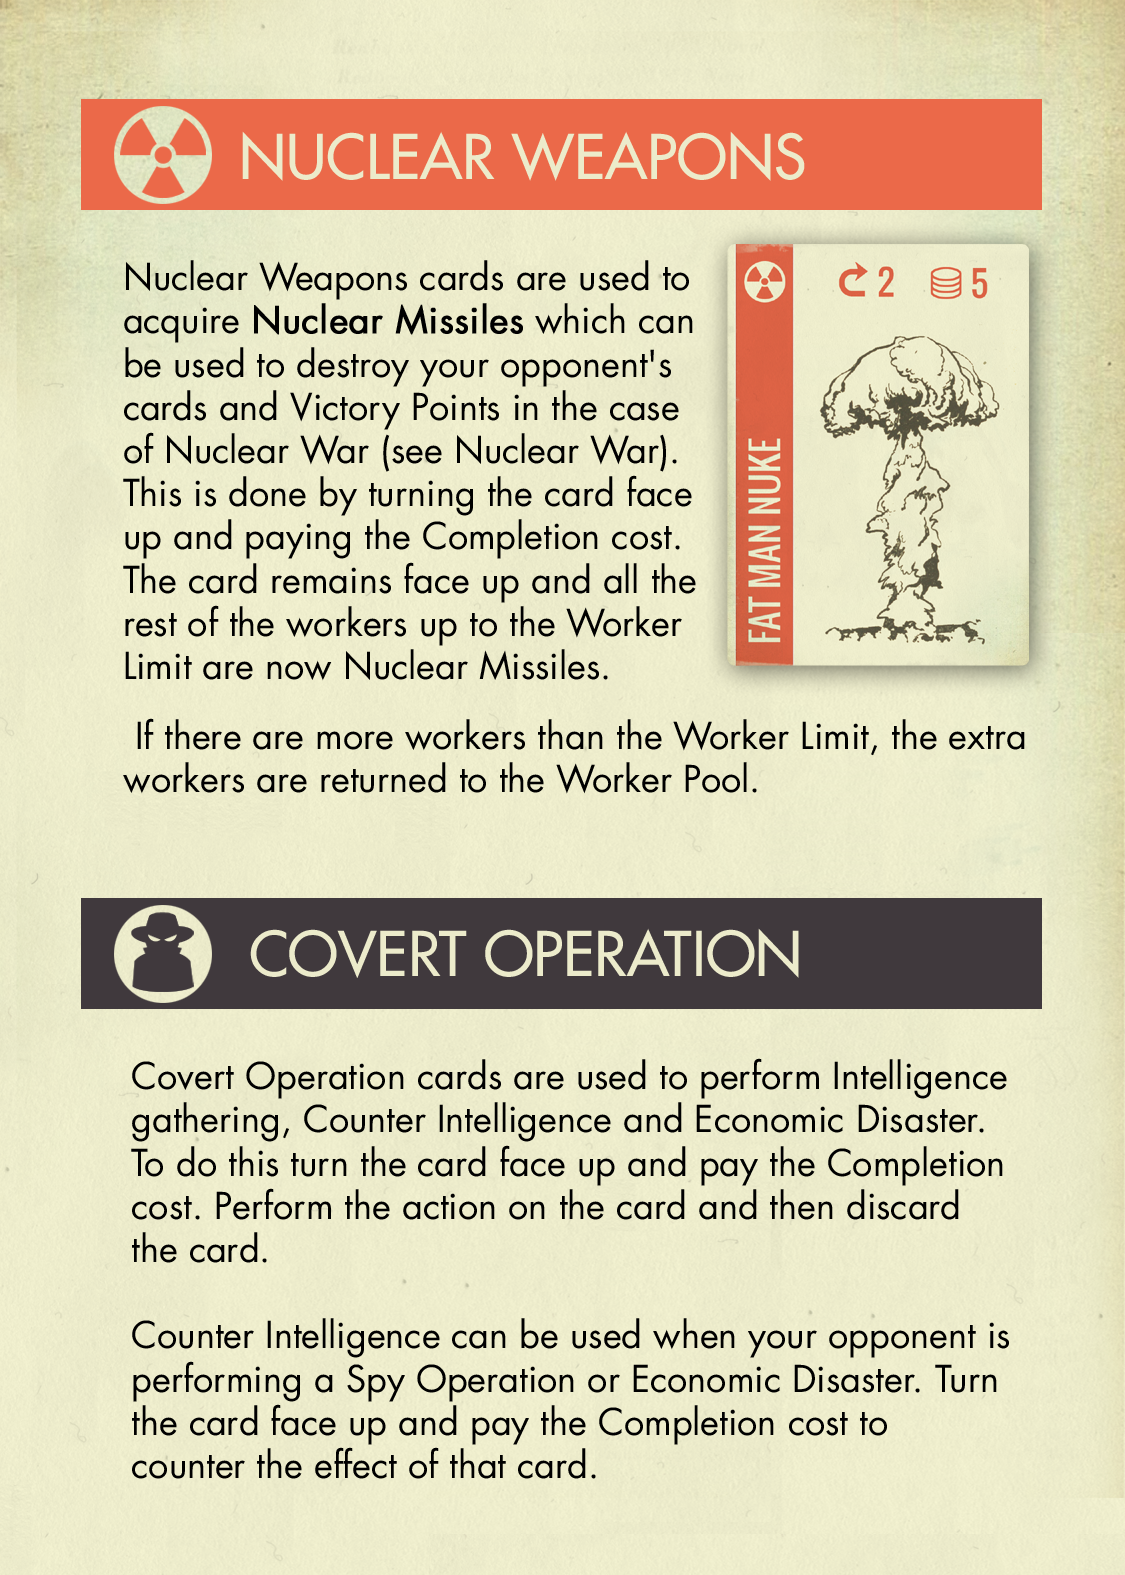 NUCLEAR WEAPONS
Nuclear Weapons cards are used to
acquire Nuclear Missiles which can
be used to destroy your opponent's
cards and Victory Points in the case
of Nuclear War (see Nuclear War).
This is done by turning the card face
up and paying the Completion cost.
The card remains face up and all the
rest of the workers up to the Worker
Limit are now Nuclear Missiles.
2 5
FAT MAN NUKE
If there are more workers than the Worker Limit, the extra
workers are returned to the Worker Pool.
COVERT OPERATION
Covert Operation cards are used to perform Intelligence
gathering, Counter Intelligence and Economic Disaster.
To do this turn the card face up and pay the Completion
cost. Perform the action on the card and then discard
the card.
Counter Intelligence can be used when your opponent is
performing a Spy Operation or Economic Disaster. Turn
the card face up and pay the Completion cost to
counter the effect of that card.